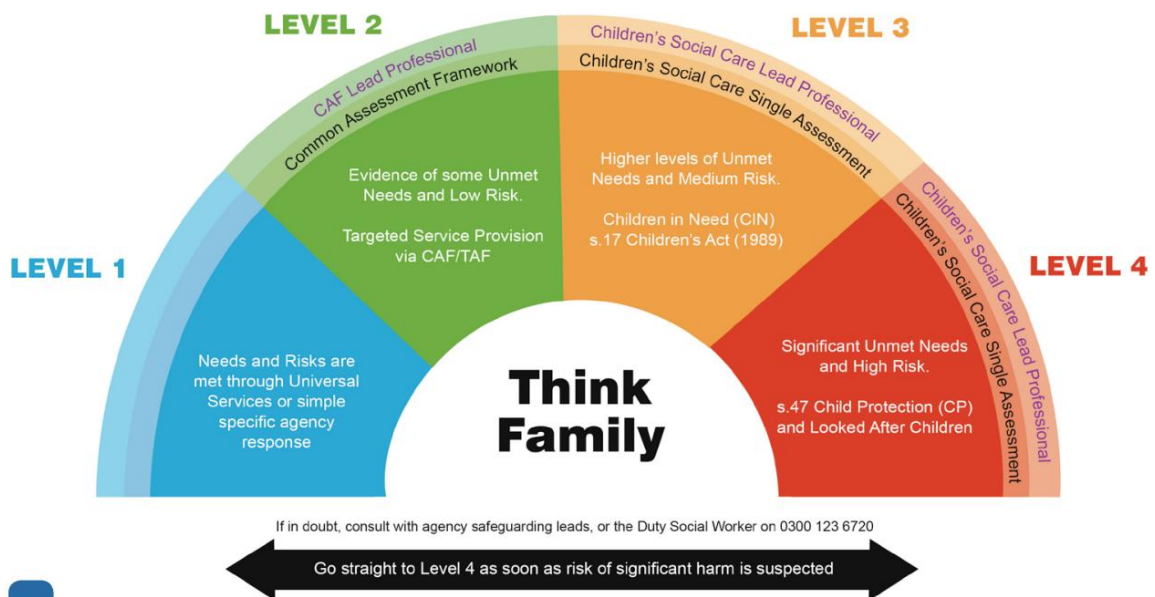 LEVEL 1
Needs and Risks are
met through Universal
Services or simple
specific agency
response
LEVEL 2
CAF Lead Professional
Common Assessment Framework
Evidence of some Unmet
Needs and Low Risk.
Targeted Service Provision
via CAF/TAF
LEVEL 3
Children's Social Care Lead Professional
Children's Social Care Single Assessment
Higher levels of Unmet
Needs and Medium Risk.
Children in Need (CIN)
s.17 Children's Act (1989)
LEVEL 4
Children's Social Care Lead Professional
Children's Social Care Single Assessment
Significant Unmet Needs
and High Risk.
s.47 Child Protection (CP)
and Looked After Children
Think
Family
If in doubt, consult with agency safeguarding leads, or the Duty Social Worker on 0300 123 6720
Go straight to Level 4 as soon as risk of significant harm is suspected